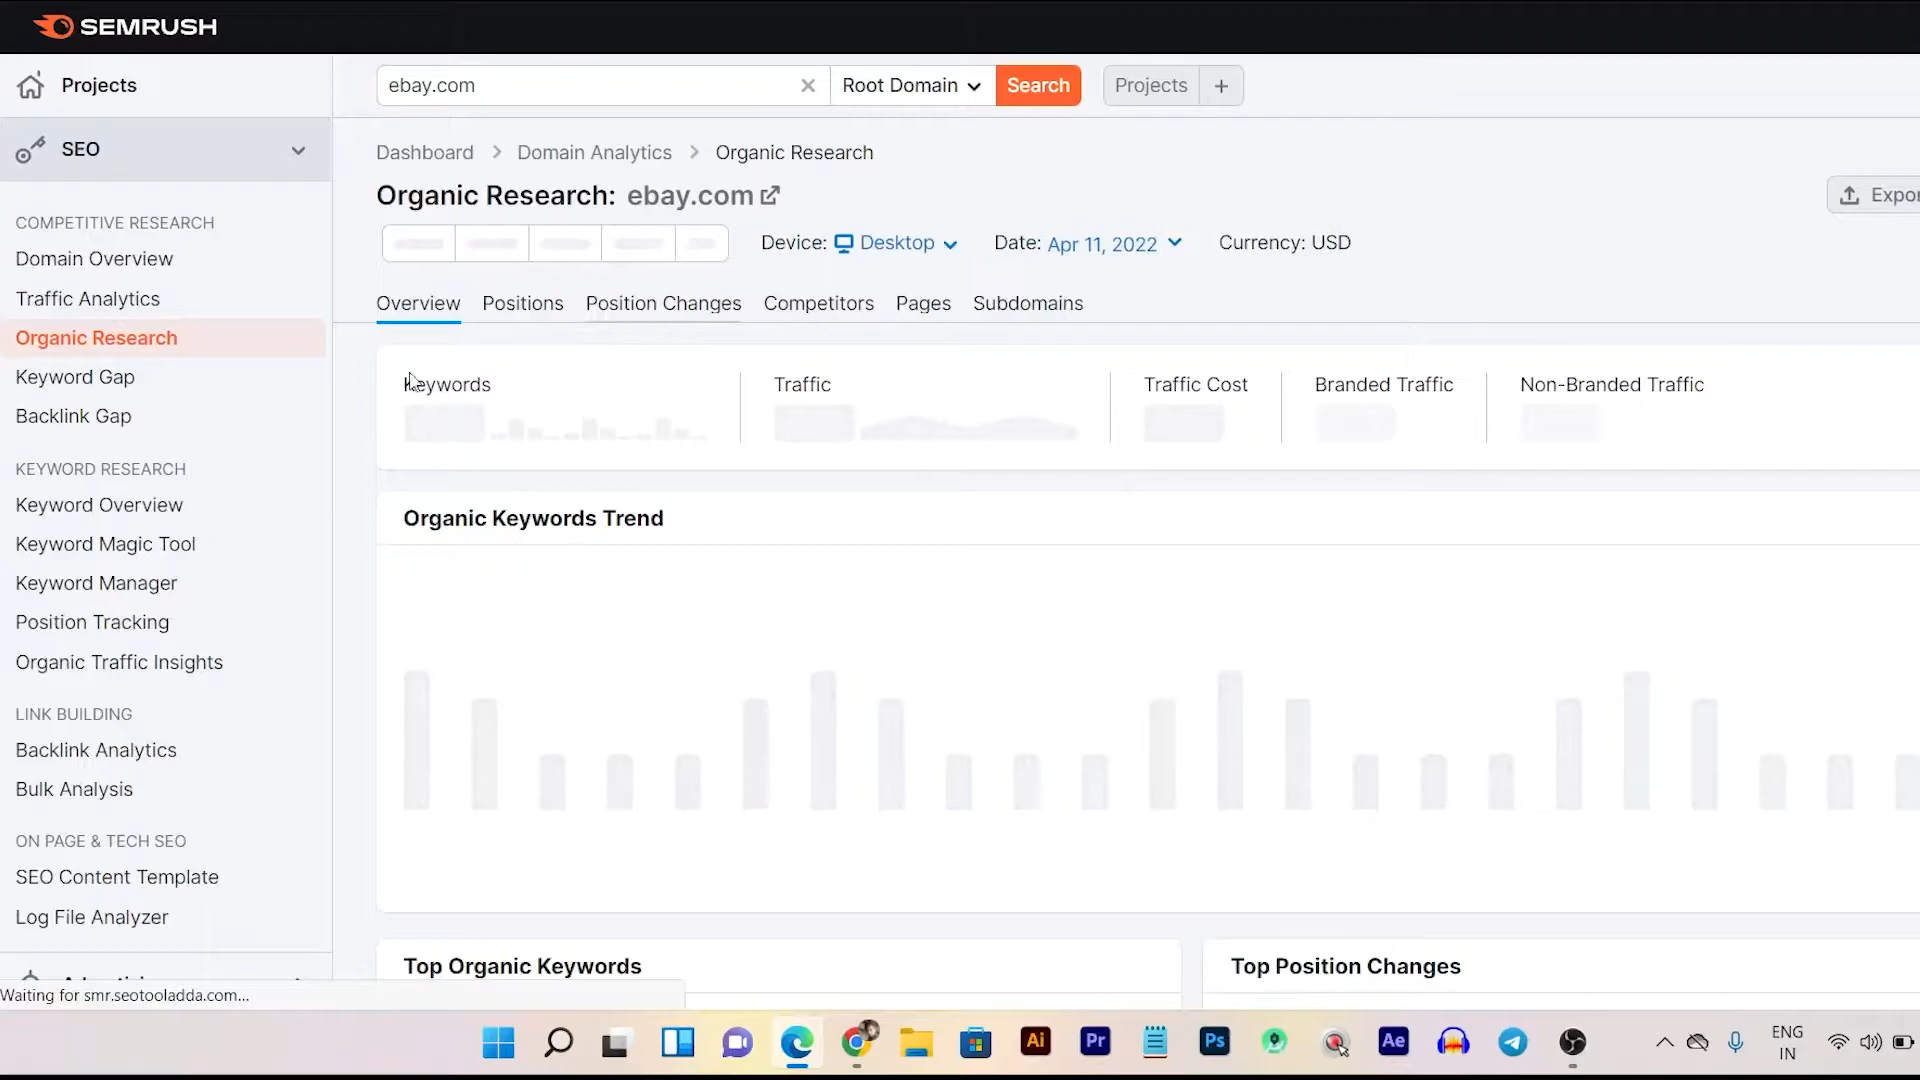 SEMRUSH
Projects
ebay.com
Root Domain
Search
Projects
+
SEO
Dashboard > Domain Analytics > Organic Research
Organic Research: ebay.com
Device: Desktop
Date: Apr 11, 2022
Currency: USD
Overview
Positions
Position Changes
Competitors
Pages
Subdomains
COMPETITIVE RESEARCH
Domain Overview
Traffic Analytics
Organic Research
Keyword Gap
Backlink Gap
KEYWORD RESEARCH
Keyword Overview
Keyword Magic Tool
Keyword Manager
Position Tracking
Organic Traffic Insights
LINK BUILDING
Backlink Analytics
Bulk Analysis
ON PAGE & TECH SEO
SEO Content Template
Log File Analyzer
Keywords
Traffic
Traffic Cost
Branded Traffic
Non-Branded Traffic
Organic Keywords Trend
Top Organic Keywords
Top Position Changes
Waiting for smr.seotooladda.com...
Ai
Pr
Ps
Ae
ENG
IN